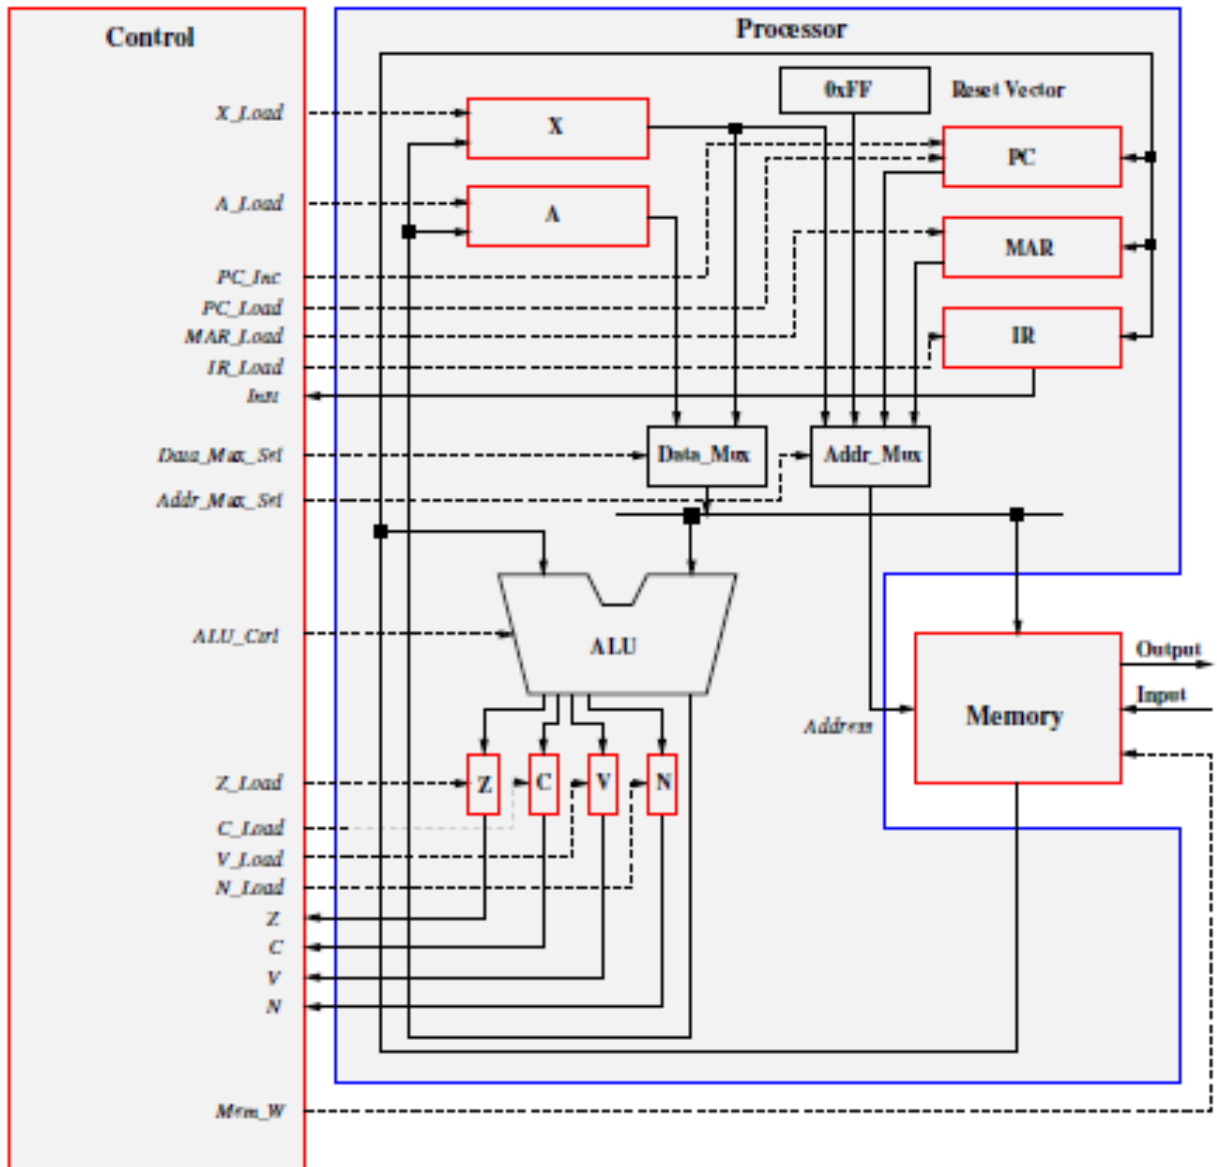 Control
Processor
0xFF
Reset Vector
X_Load
X
PC
A_Load
A
MAR
PC_Inc
PC_Load
MAR_Load
IR
IR_Load
Inst
Data_Mux_Sel
Data_Mux
Addr_Mux
Addr_Mux_Sel
ALU_Ctrl
ALU
Output
Input
Memory
Address
Z_Load
Z
C
V
N
C_Load
V_Load
N_Load
Z
C
V
N
Mem_W